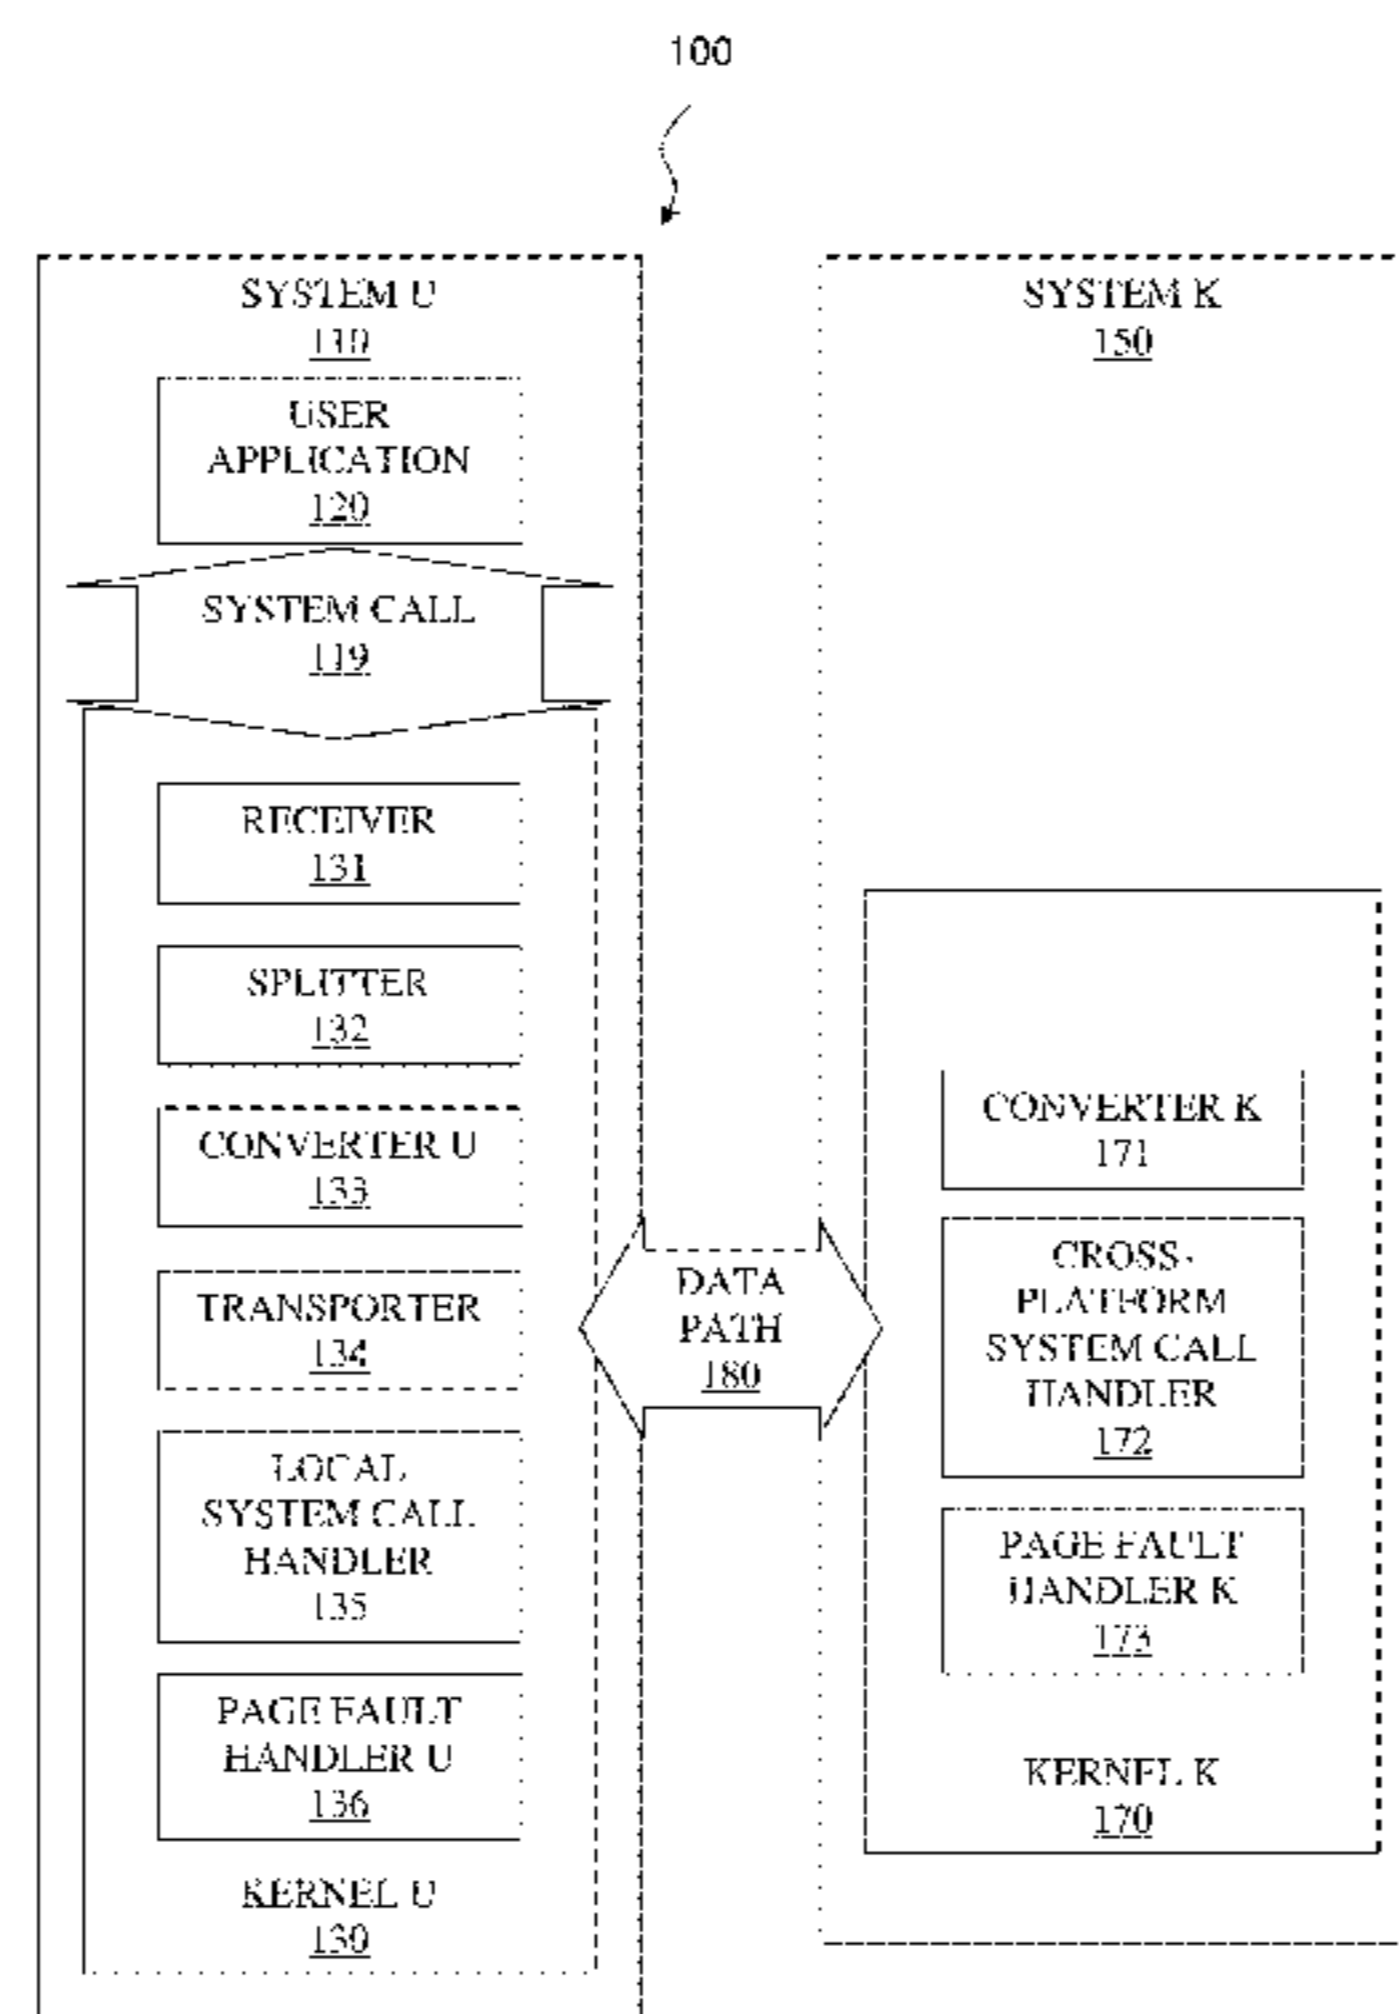 100
SYSTEM U
110
USER
APPLICATION
120
SYSTEM CALL
119
RECEIVER
131
SPLITTER
132
CONVERTER U
133
TRANSPORTER
134
LOCAL
SYSTEM CALL
HANDLER
135
PAGE FAULT
HANDLER U
136
KERNEL U
130
DATA
PATH
180
SYSTEM K
150
CONVERTER K
171
CROSS-
PLATFORM
SYSTEM CALL
HANDLER
172
PAGE FAULT
HANDLER K
173
KERNEL K
170